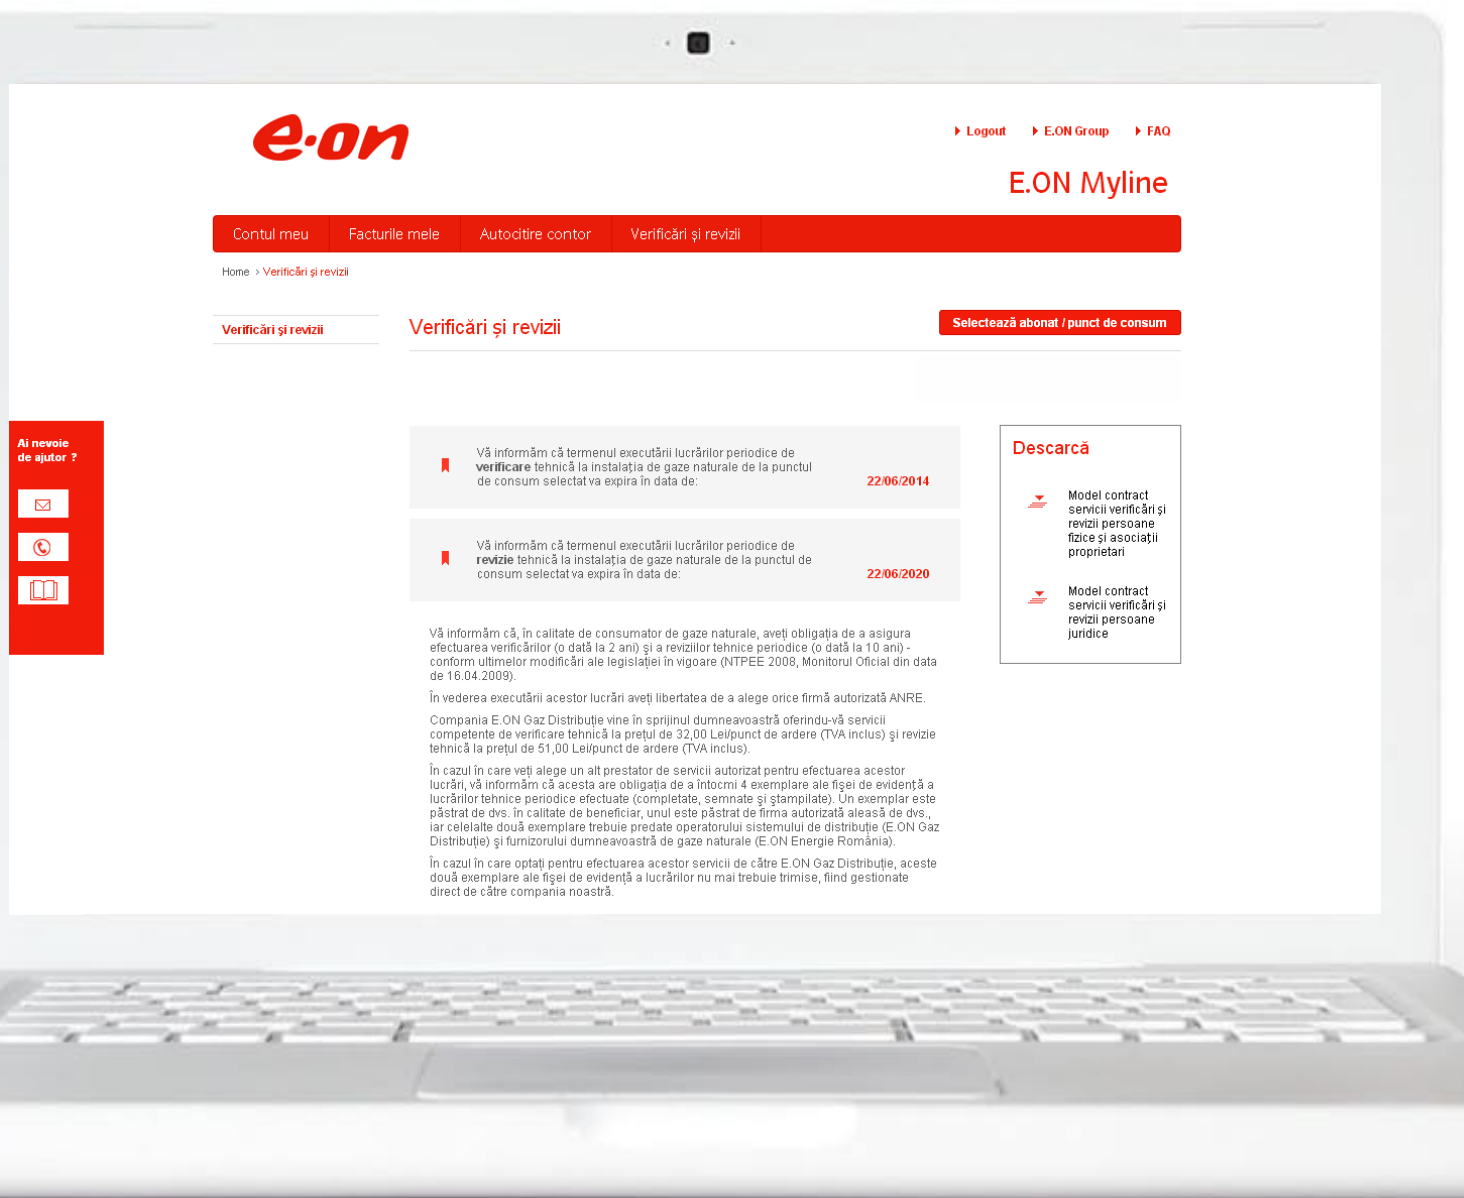 e·on
Logout
E.ON Group
FAQ
E.ON Myline
Contul meu
Facturile mele
Autocitire contor
Verificări și revizii
Home › Verificări și revizii
Verificări și revizii
Verificări și revizii
Selectează abonat / punct de consum
Ai nevoie
de ajutor ?
Vă informăm că termenul executării lucrărilor periodice de
verificare tehnică la instalația de gaze naturale de la punctul
de consum selectat va expira în data de:
22/06/2014
Vă informăm că termenul executării lucrărilor periodice de
revizie tehnică la instalația de gaze naturale de la punctul de
consum selectat va expira în data de:
22/06/2020
Vă informăm că, în calitate de consumator de gaze naturale, aveți obligația de a asigura
efectuarea verificărilor (o dată la 2 ani) și a reviziilor tehnice periodice (o dată la 10 ani) -
conform ultimelor modificări ale legislației în vigoare (NTPEE 2008, Monitorul Oficial din data
de 16.04.2009).
În vederea executării acestor lucrări aveți libertatea de a alege orice firmă autorizată ANRE.
Compania E.ON Gaz Distribuție vine în sprijinul dumneavoastră oferindu-vă servicii
competente de verificare tehnică la prețul de 32,00 Lei/punct de ardere (TVA inclus) și revizie
tehnică la prețul de 51,00 Lei/punct de ardere (TVA inclus).
În cazul în care veți alege un alt prestator de servicii autorizat pentru efectuarea acestor
lucrări, vă informăm că acesta are obligația de a întocmi 4 exemplare ale fișei de evidență a
lucrărilor tehnice periodice efectuate (completate, semnate și ștampilate). Un exemplar este
păstrat de dvs. în calitate de beneficiar, unul este păstrat de firma autorizată aleasă de dvs.,
iar celelalte două exemplare trebuie predate operatorului sistemului de distribuție (E.ON Gaz
Distribuție) și furnizorului dumneavoastră de gaze naturale (E.ON Energie România).
În cazul în care optați pentru efectuarea acestor servicii de către E.ON Gaz Distribuție, aceste
două exemplare ale fișei de evidență a lucrărilor nu mai trebuie trimise, fiind gestionate
direct de către compania noastră.
Descarcă
Model contract
servicii verificări și
revizii persoane
fizice și asociații
proprietari
Model contract
servicii verificări și
revizii persoane
juridice